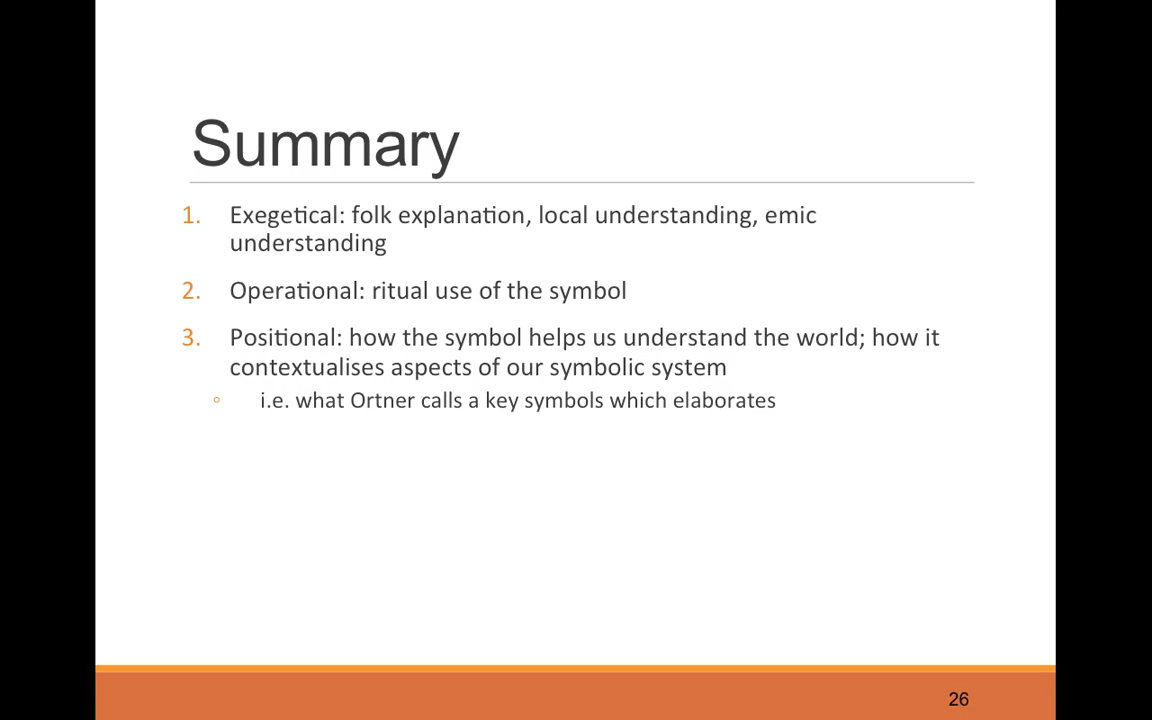 Summary
1. Exegetical: folk explanation, local understanding, emic
understanding
2. Operational: ritual use of the symbol
3. Positional: how the symbol helps us understand the world; how it
contextualises aspects of our symbolic system
◦ i.e. what Ortner calls a key symbols which elaborates
26